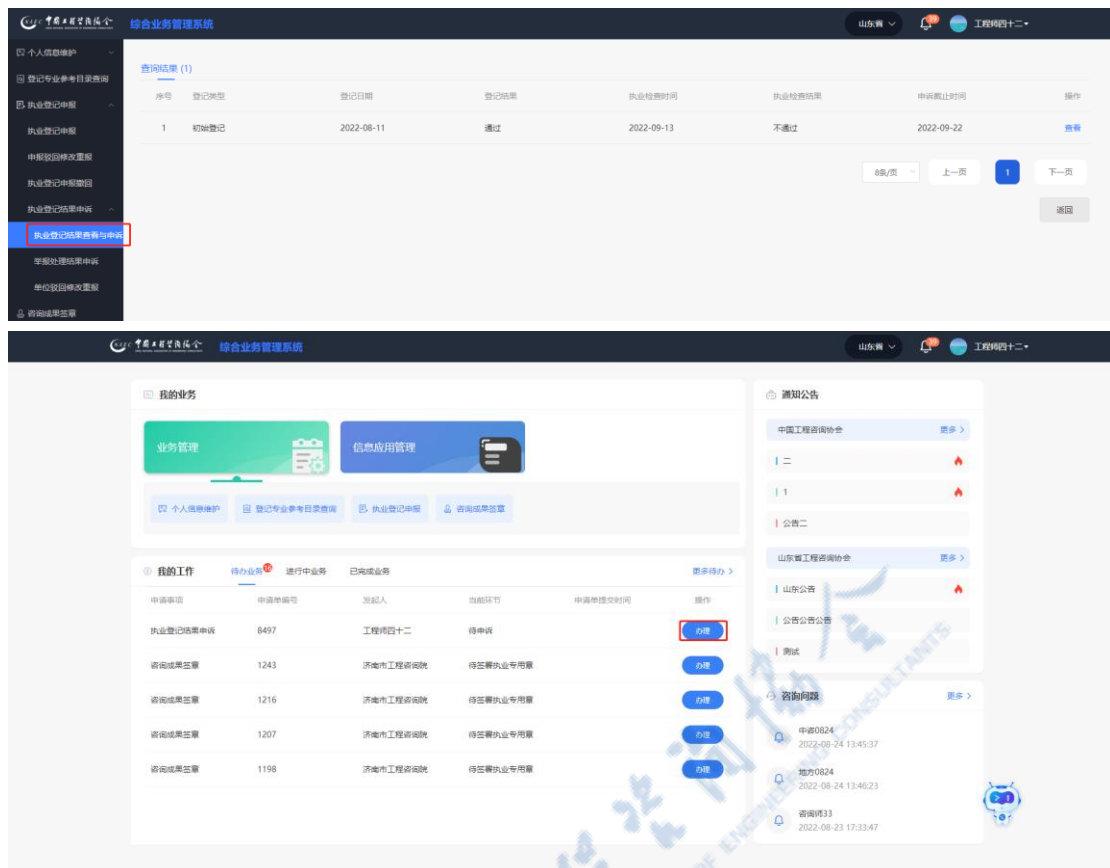 中国工程咨询协会 综合业务管理系统 山东省 工程师四十二
个人信息维护
登记专业参考目录查询
执业登记申报
执业登记申报
申报驳回修改重报
执业登记申报撤回
执业登记结果申诉
执业登记结果查看与申诉
举报处理结果申诉
单位驳回修改重报
咨询成果签章
查询结果 (1)
序号 登记类型 登记日期 登记结果 执业检查时间 执业检查结果 申诉截止时间 操作
1 初始登记 2022-08-11 通过 2022-09-13 不通过 2022-09-22 查看
8条/页 上一页 1 下一页
返回
中国工程咨询协会 综合业务管理系统 山东省 工程师四十二
我的业务
业务管理 信息应用管理
个人信息维护 登记专业参考目录查询 执业登记申报 咨询成果签章
我的工作 待办业务 进行中业务 已完成业务 更多待办 >
申请事项 申请单编号 发起人 当前环节 申请单提交时间 操作
执业登记结果申诉 8497 工程师四十二 待申诉 办理
咨询成果签章 1243 济南市工程咨询院 待签署执业专用章 办理
咨询成果签章 1216 济南市工程咨询院 待签署执业专用章 办理
咨询成果签章 1207 济南市工程咨询院 待签署执业专用章 办理
咨询成果签章 1198 济南市工程咨询院 待签署执业专用章 办理
通知公告
中国工程咨询协会 更多 >
二
1
公告二
山东省工程咨询协会 更多 >
山东公告
公告公告公告
测试
咨询问题 更多 >
中咨0824
2022-08-24 13:45:37
地方0824
2022-08-24 13:46:23
咨询师33
2022-08-23 17:33:47